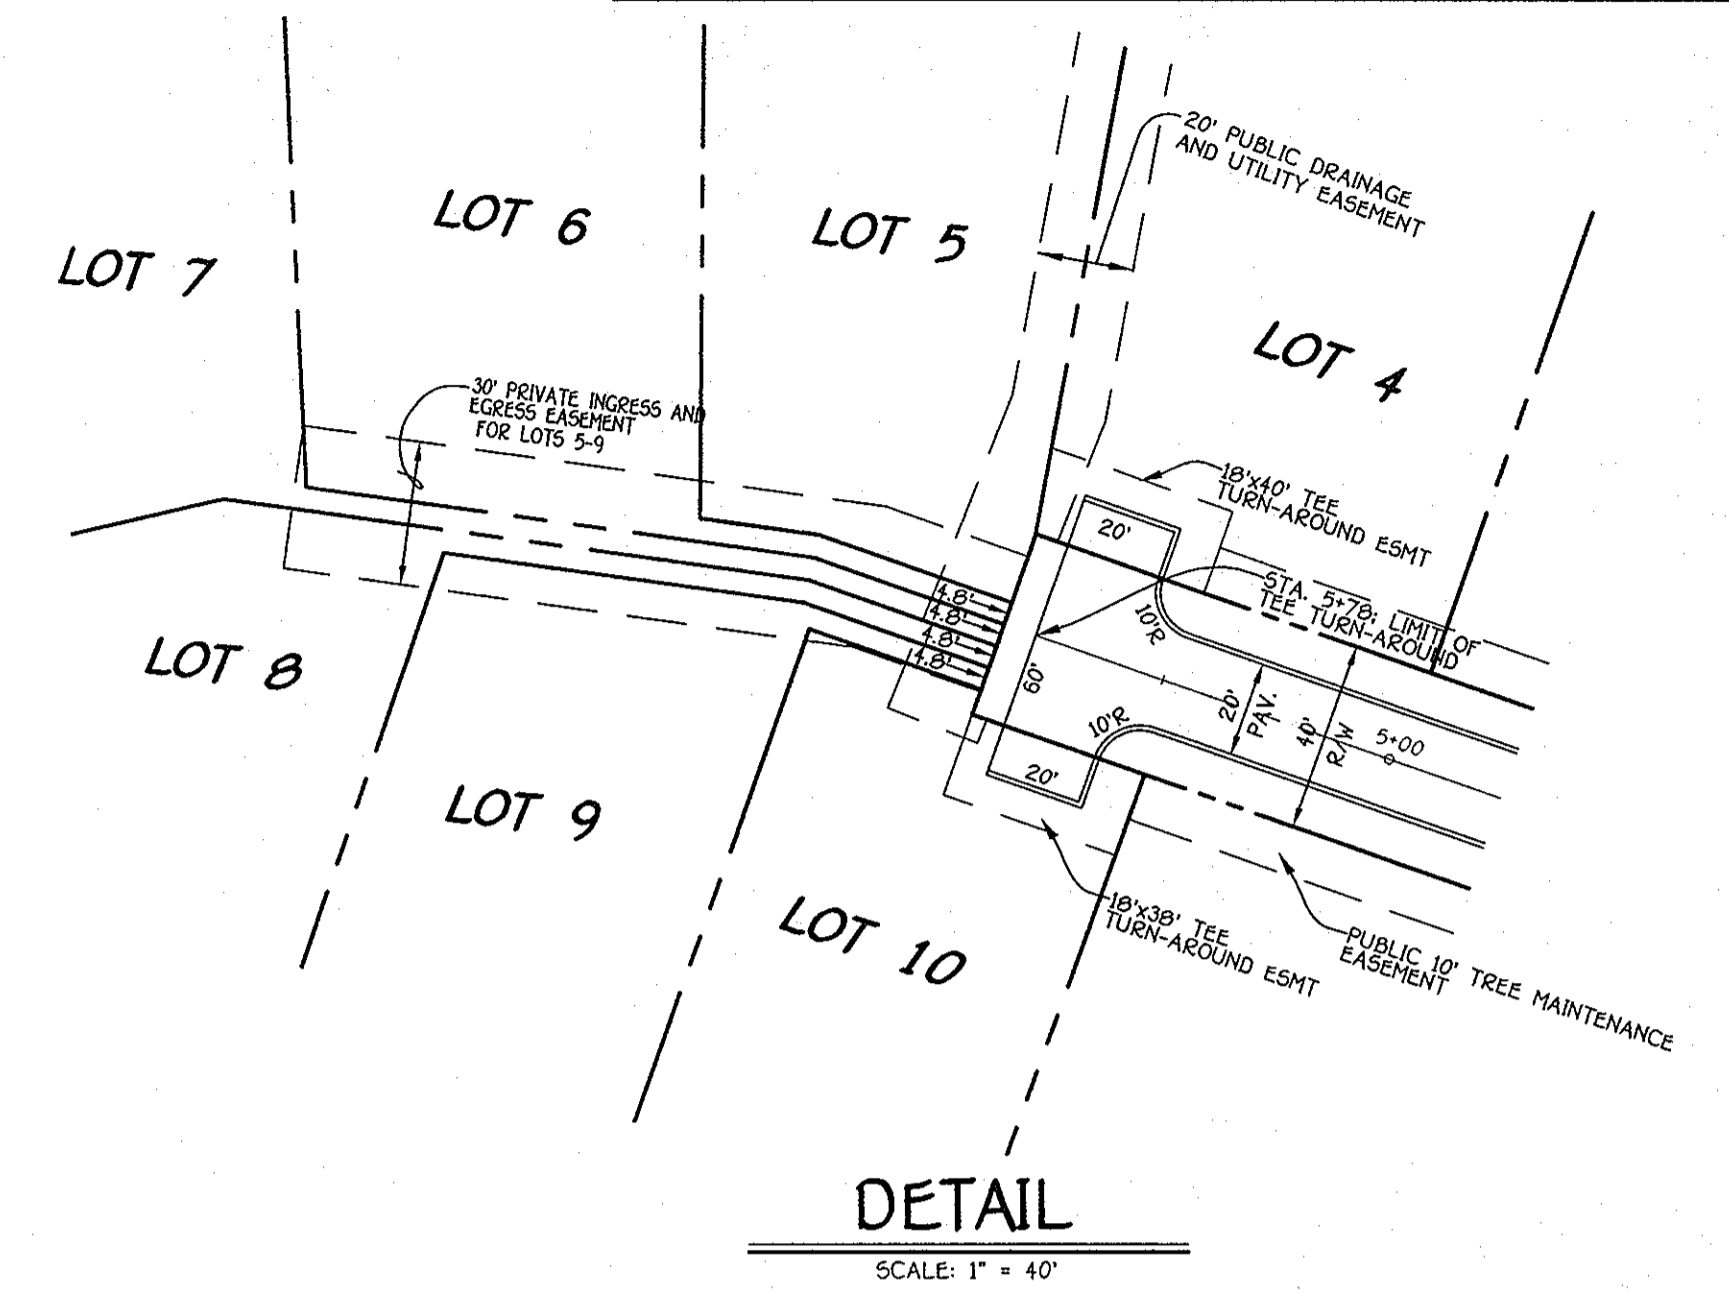 20' PUBLIC DRAINAGE
AND UTILITY EASEMENT
LOT 6
LOT 5
LOT 7
LOT 4
30' PRIVATE INGRESS AND
EGRESS EASEMENT
FOR LOTS 5-9
18'x40' TEE
TURN-AROUND ESMT
20'
STA. 5+78: LIMIT OF
TEE TURN-AROUND
10'R
4.8'
4.8'
4.8'
4.8'
60'
LOT 8
20'
PAV.
40'
R/W
5+00
10'R
20'
LOT 9
LOT 10
18'x38' TEE
TURN-AROUND ESMT
PUBLIC 10' TREE MAINTENANCE
EASEMENT
DETAIL
SCALE: 1" = 40'